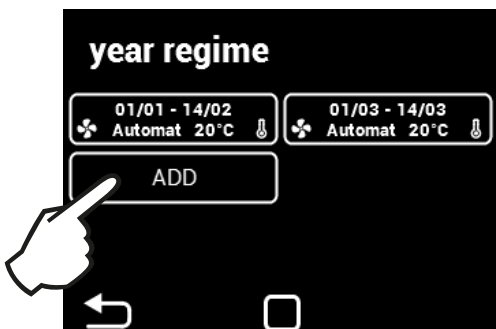 year regime
01/01 - 14/02
Automat 20°C
01/03 - 14/03
Automat 20°C
ADD